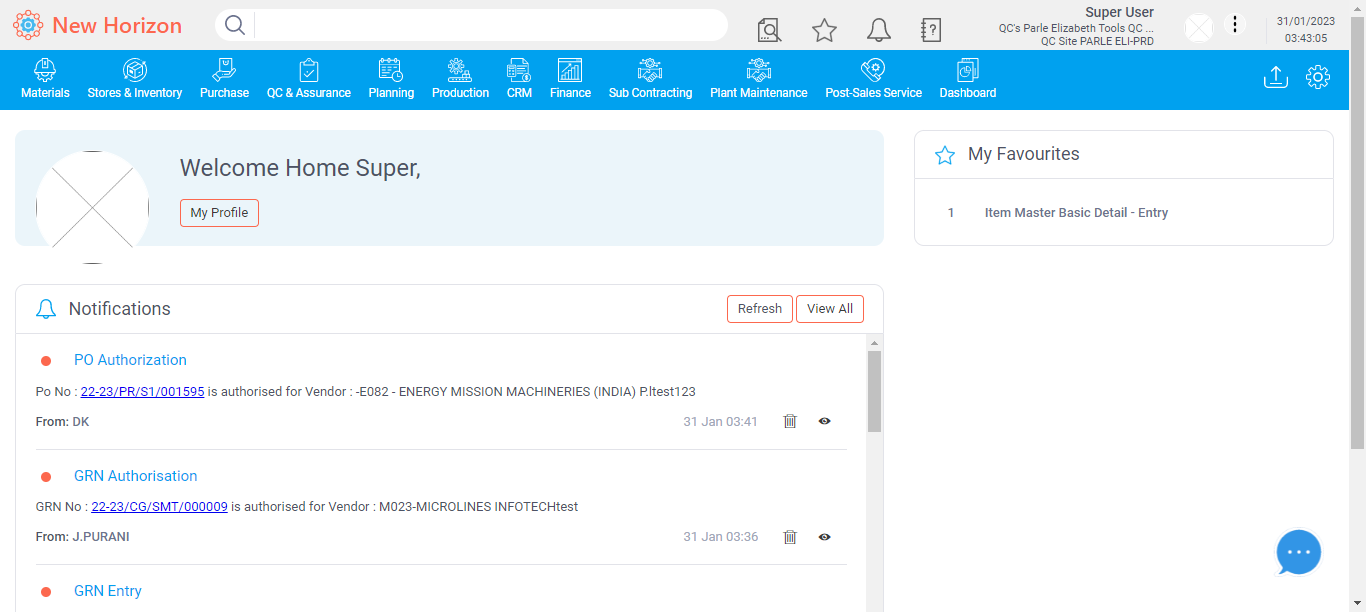 New Horizon
Super User
QC's Parle Elizabeth Tools QC ...
QC Site PARLE ELI-PRD
31/01/2023
03:43:05
Materials
Stores & Inventory
Purchase
QC & Assurance
Planning
Production
CRM
Finance
Sub Contracting
Plant Maintenance
Post-Sales Service
Dashboard
Welcome Home Super,
My Profile
My Favourites
1 Item Master Basic Detail - Entry
Notifications
Refresh
View All
PO Authorization
Po No : 22-23/PR/S1/001595 is authorised for Vendor : -E082 - ENERGY MISSION MACHINERIES (INDIA) P.ltest123
From: DK
31 Jan 03:41
GRN Authorisation
GRN No : 22-23/CG/SMT/000009 is authorised for Vendor : M023-MICROLINES INFOTECHtest
From: J.PURANI
31 Jan 03:36
GRN Entry